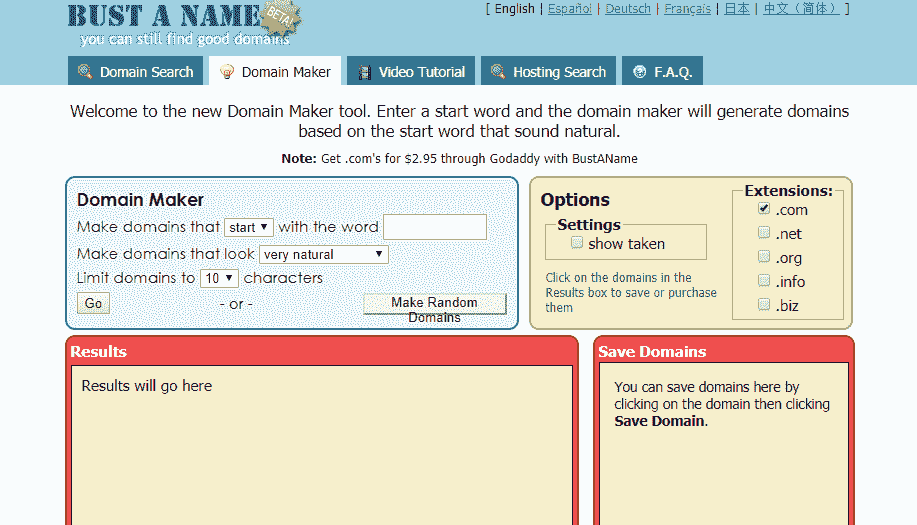 BUST A NAME
BETA!
you can still find good domains
[ English | Español | Deutsch | Français | 日本 | 中文（简体） ]
Domain Search
Domain Maker
Video Tutorial
Hosting Search
F.A.Q.
Welcome to the new Domain Maker tool. Enter a start word and the domain maker will generate domains
based on the start word that sound natural.
Note: Get .com's for $2.95 through Godaddy with BustAName
Domain Maker
Make domains that start with the word
Make domains that look very natural
Limit domains to 10 characters
Go - or - Make Random
Domains
Options
Settings
show taken
Click on the domains in the
Results box to save or purchase
them
Extensions:
.com
.net
.org
.info
.biz
Results
Results will go here
Save Domains
You can save domains here by
clicking on the domain then clicking
Save Domain.